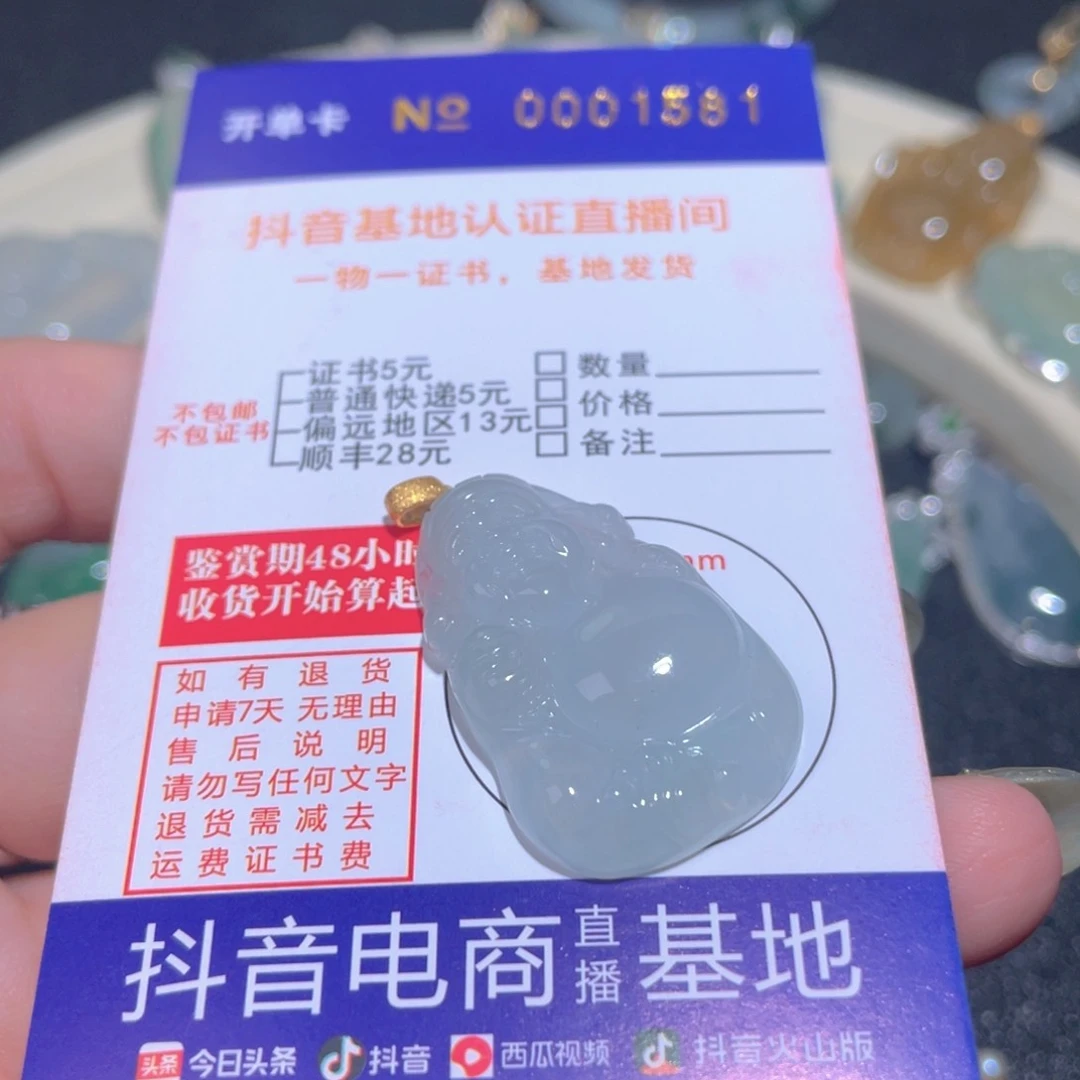 开单卡 No 0001581
抖音基地认证直播间
一物一证书，基地发货
不包邮
不包证书
证书5元
普通快递5元
偏远地区13元
顺丰28元
数量
价格
备注
鉴赏期48小时
收货开始算起
mm
如有退货
申请7天无理由
售后说明
请勿写任何文字
退货需减去
运费证书费
抖音电商直播基地
头条 今日头条 抖音 西瓜视频 抖音火山版